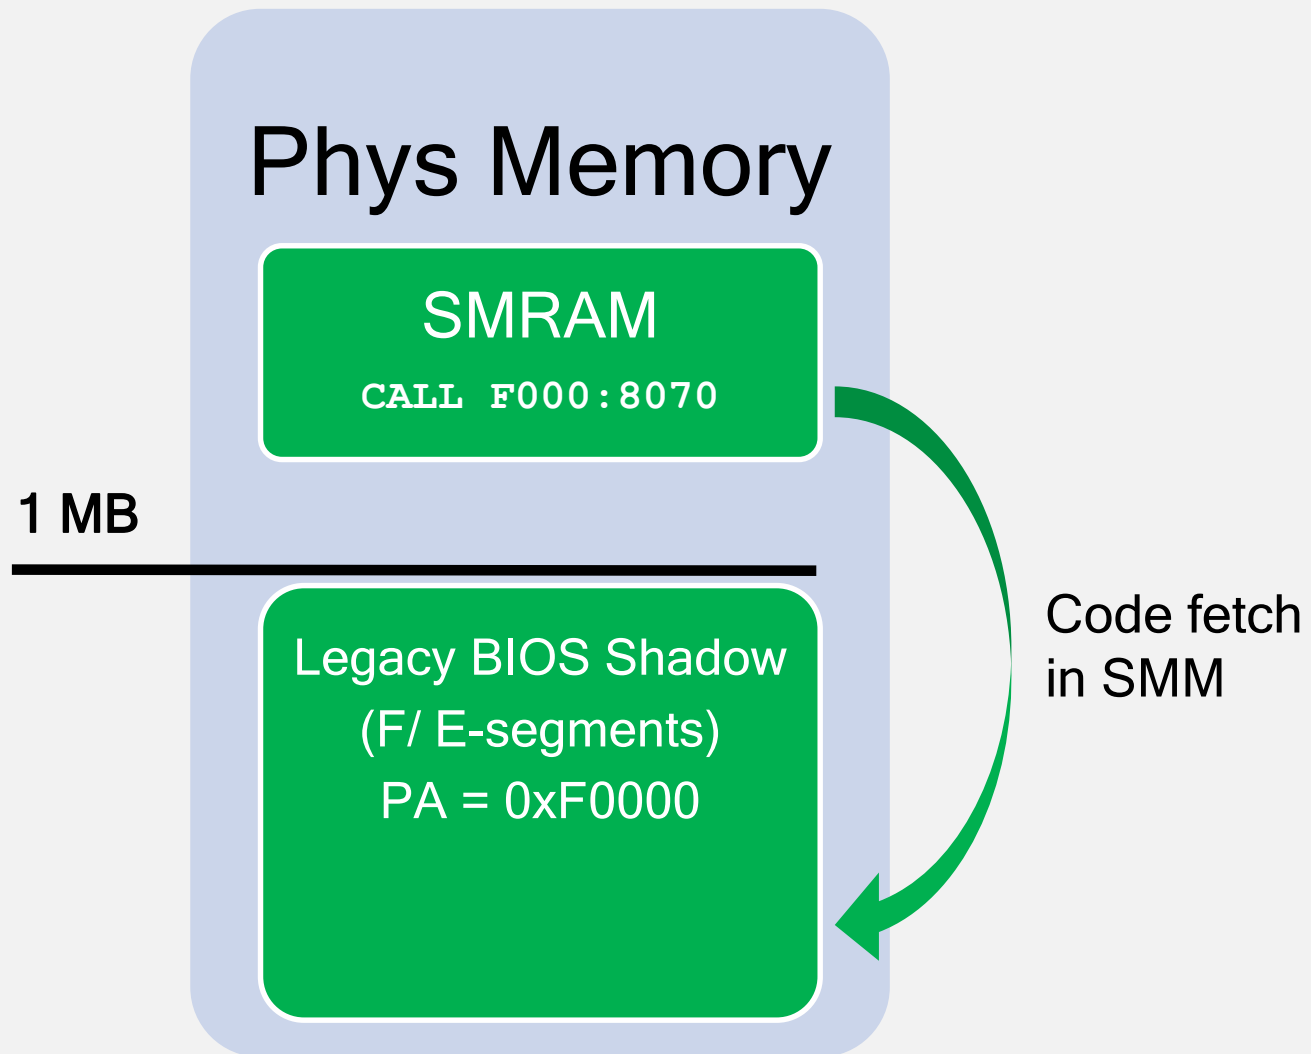 Phys Memory
SMRAM
CALL F000:8070
1 MB
Legacy BIOS Shadow
(F/ E-segments)
PA = 0xF0000
Code fetch
in SMM